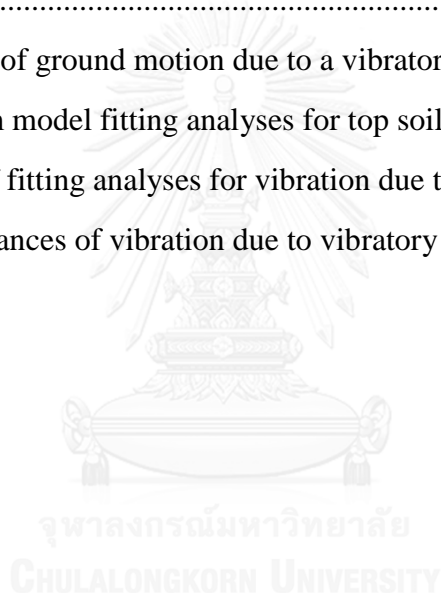 ................................................................
of ground motion due to a vibrator
model fitting analyses for top soil
fitting analyses for vibration due t
ances of vibration due to vibratory
จุฬาลงกรณ์มหาวิทยาลัย
CHULALONGKORN UNIVERSITY